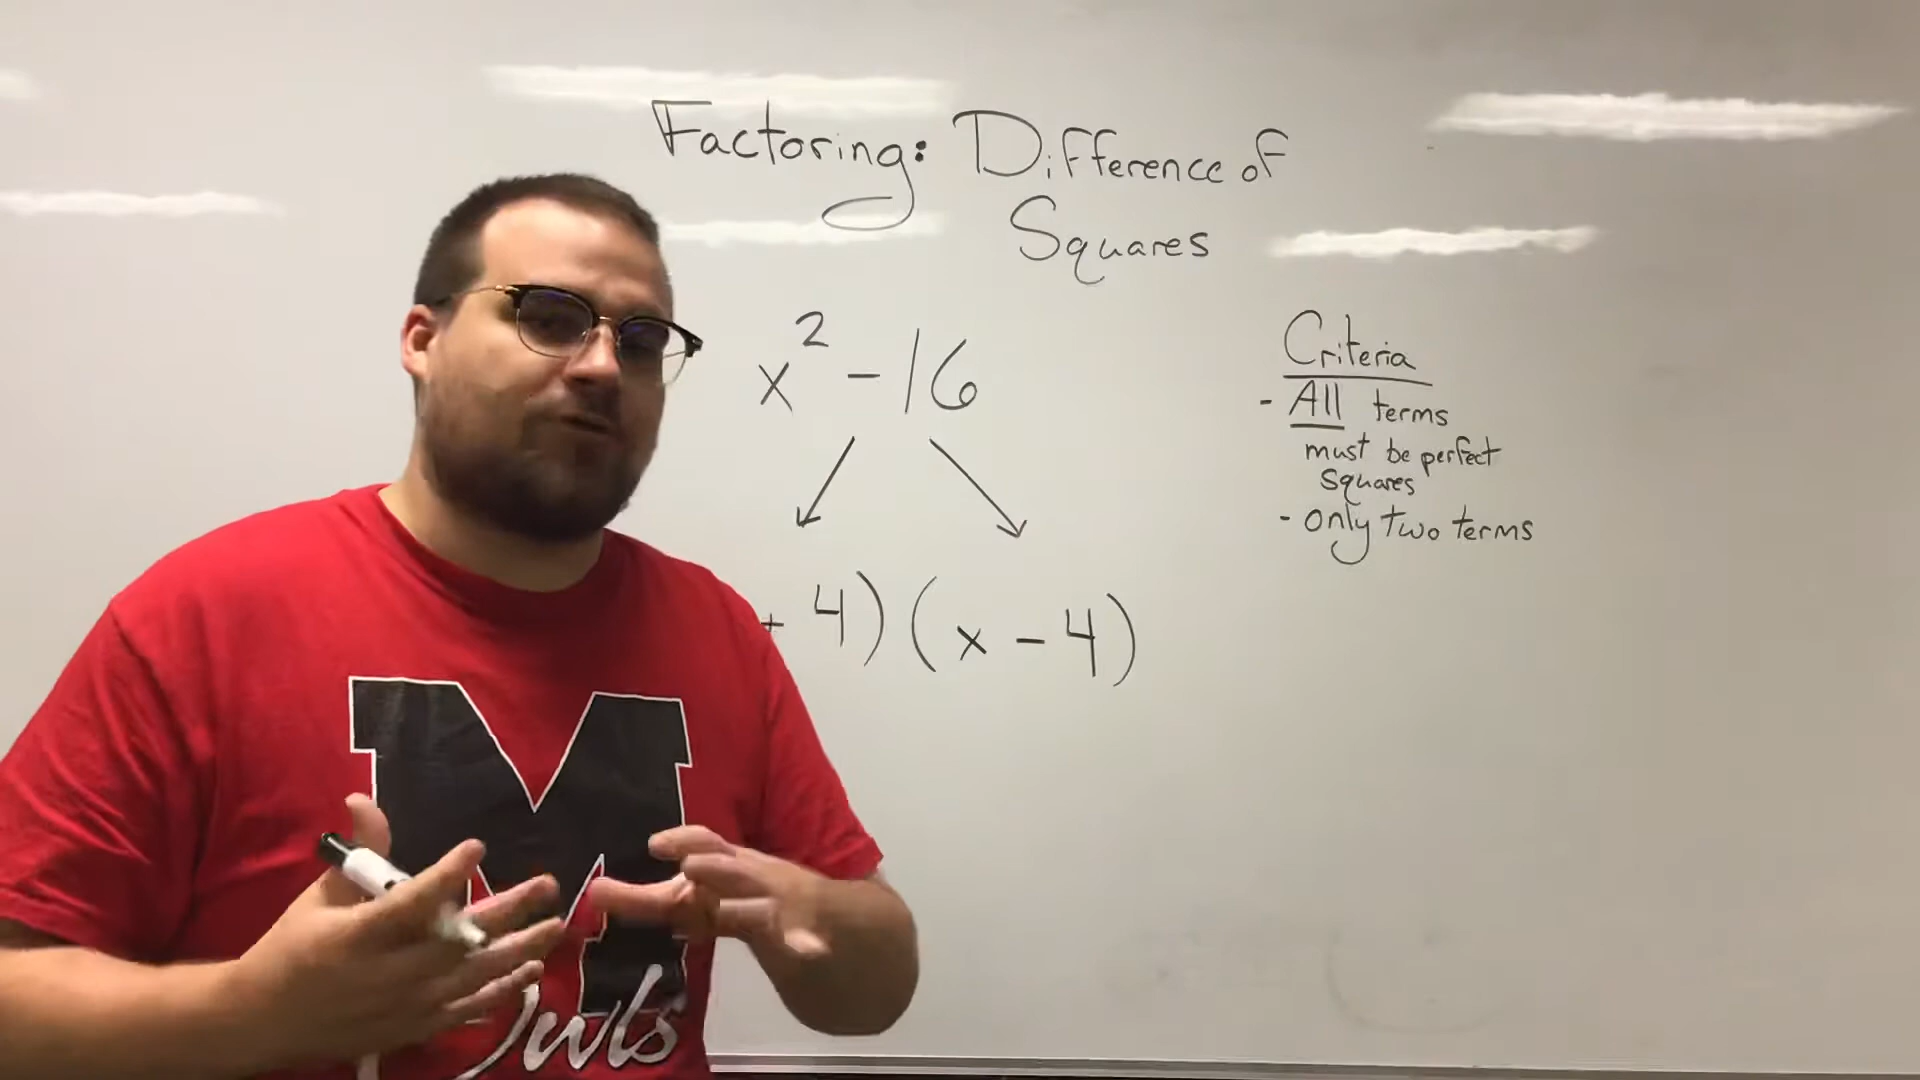 Factoring: Difference of
Squares
x² - 16
Criteria
- All terms
must be perfect
squares
- only two terms
+ 4)(x - 4)
M
Owls